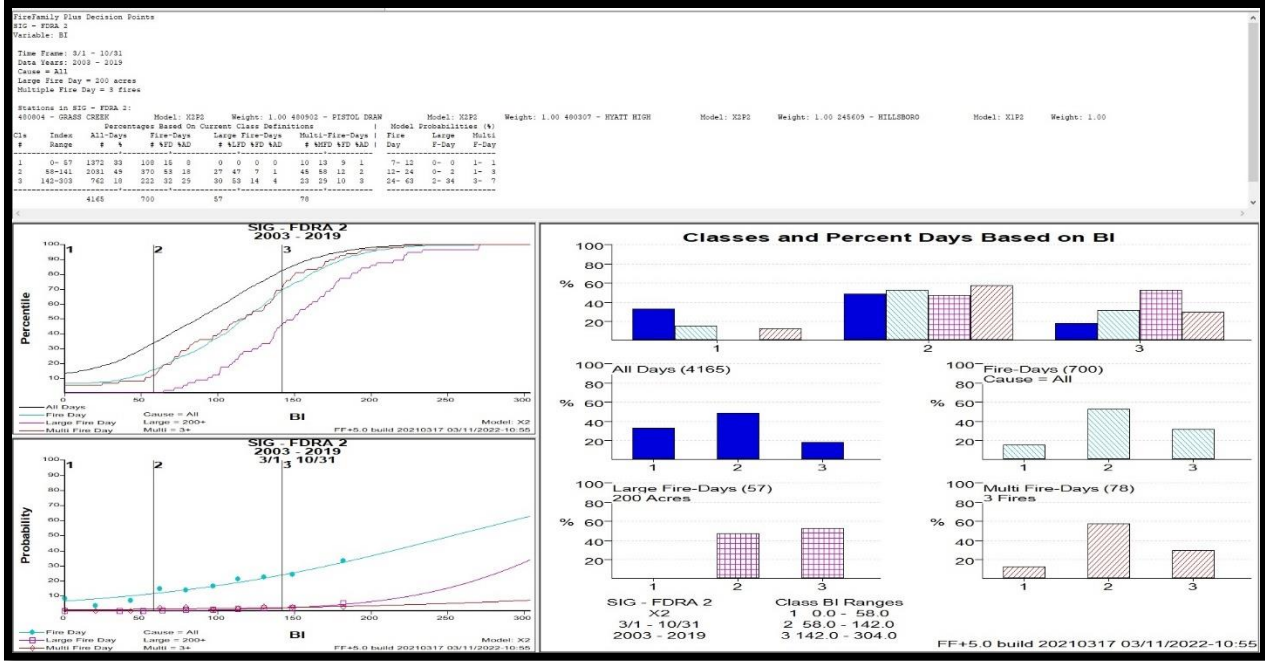 FireFamily Plus Decision Points
SIG - FDRA 2
Variable: BI
Time Frame: 3/1 - 10/31
Data Years: 2003 - 2019
Cause = All
Large Fire Day = 200 acres
Multiple Fire Day = 3 fires
Stations in SIG - FDRA 2:
480804 - GRASS CREEK Model: X2P2 Weight: 1.00 480902 - PISTOL DRAW Model: X2P2 Weight: 1.00 480307 - HYATT HIGH Model: X2P2 Weight: 1.00 245609 - HILLSBORO Model: X1P2 Weight: 1.00
Percentages Based On Current Class Definitions | Model Probabilities (%)
Cls Index All-Days Fire-Days Large Fire-Days Multi-Fire-Days | Fire Large Multi
# Range # % # %FD %AD # %LFD %FD %AD # %MFD %FD %AD | Day F-Day F-Day
1 0- 57 1372 33 108 15 8 0 0 0 0 10 13 9 1 7- 12 0- 0 1- 1
2 58-141 2031 49 370 53 18 27 47 7 1 45 58 12 2 12- 24 0- 2 1- 3
3 142-303 762 18 222 32 29 30 53 14 4 23 29 10 3 24- 63 2- 34 3- 7
4165 700 57 78
SIG - FDRA 2
2003 - 2019
1 2 3
100
90
80
70
60
50
40
30
20
10
Percentile
0 50 100 150 200 250 300
All Days
Fire Day Cause = All BI
Large Fire Day Large = 200+ Model: X2
Multi Fire Day Multi = 3+ FF+5.0 build 20210317 03/11/2022-10:55
SIG - FDRA 2
2003 - 2019
3/1 - 10/31
1 2 3
100
90
80
70
60
50
40
30
20
10
Probability
0 50 100 150 200 250 300
Fire Day Cause = All BI
Large Fire Day Large = 200+ Model: X2
Multi Fire Day Multi = 3+ FF+5.0 build 20210317 03/11/2022-10:55
Classes and Percent Days Based on BI
100
80
% 60
40
20
1 2 3
All Days (4165)
100
80
% 60
40
20
1 2 3
Fire-Days (700)
Cause = All
100
80
% 60
40
20
1 2 3
Large Fire-Days (57)
200 Acres
100
80
% 60
40
20
1 2 3
Multi Fire-Days (78)
3 Fires
100
80
% 60
40
20
1 2 3
SIG - FDRA 2 Class BI Ranges
X2 1 0.0 - 58.0
3/1 - 10/31 2 58.0 - 142.0
2003 - 2019 3 142.0 - 304.0
FF+5.0 build 20210317 03/11/2022-10:55